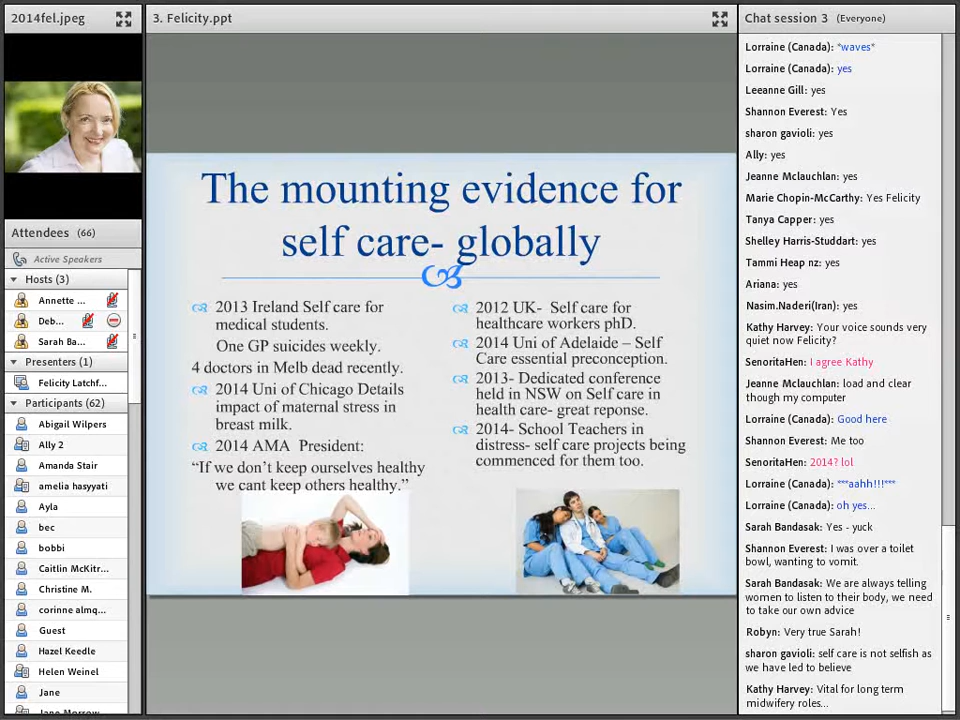 2014fel.jpeg
Attendees (66)
Active Speakers
Hosts (3)
Annette ...
Deb...
Sarah Ba...
Presenters (1)
Felicity Latchf...
Participants (62)
Abigail Wilpers
Ally 2
Amanda Stair
amelia hasyyati
Ayla
bec
bobbi
Caitlin McKitr...
Christine M.
corinne almq...
Guest
Hazel Keedle
Helen Weinel
Jane
Jane Morrow
3. Felicity.ppt
The mounting evidence for
self care- globally
2013 Ireland Self care for
medical students.
One GP suicides weekly.
4 doctors in Melb dead recently.
2014 Uni of Chicago Details
impact of maternal stress in
breast milk.
2014 AMA President:
“If we don’t keep ourselves healthy
we cant keep others healthy.”
2012 UK- Self care for
healthcare workers phD.
2014 Uni of Adelaide – Self
Care essential preconception.
2013- Dedicated conference
held in NSW on Self care in
health care- great reponse.
2014- School Teachers in
distress- self care projects being
commenced for them too.
Chat session 3 (Everyone)
Lorraine (Canada): *waves*
Lorraine (Canada): yes
Leeanne Gill: yes
Shannon Everest: Yes
sharon gavioli: yes
Ally: yes
Jeanne Mclauchlan: yes
Marie Chopin-McCarthy: Yes Felicity
Tanya Capper: yes
Shelley Harris-Studdart: yes
Tammi Heap nz: yes
Ariana: yes
Nasim.Naderi(Iran): yes
Kathy Harvey: Your voice sounds very
quiet now Felicity?
SenoritaHen: I agree Kathy
Jeanne Mclauchlan: load and clear
though my computer
Lorraine (Canada): Good here
Shannon Everest: Me too
SenoritaHen: 2014? lol
Lorraine (Canada): ***aahh!!!***
Lorraine (Canada): oh yes...
Sarah Bandasak: Yes - yuck
Shannon Everest: I was over a toilet
bowl, wanting to vomit.
Sarah Bandasak: We are always telling
women to listen to their body, we need
to take our own advice
Robyn: Very true Sarah!
sharon gavioli: self care is not selfish as
we have led to believe
Kathy Harvey: Vital for long term
midwifery roles...